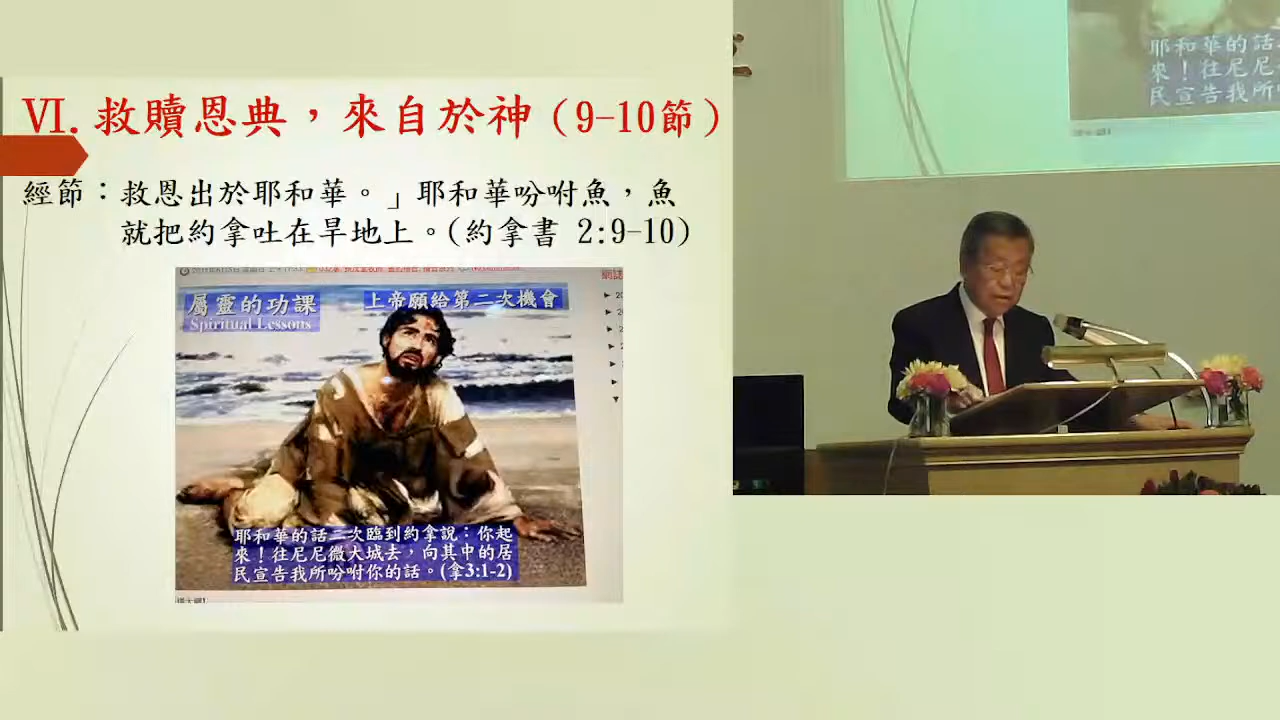 VI.救贖恩典，來自於神（9-10節）
經節：救恩出於耶和華。」耶和華吩咐魚，魚
就把約拿吐在旱地上。(約拿書 2:9-10)
屬靈的功課
Spiritual Lessons
上帝願給第二次機會
耶和華的話二次臨到約拿說：你起
來！往尼尼微大城去，向其中的居
民宣告我所吩咐你的話。(拿3:1-2)
耶和華的話
來！往尼尼
民宣告我所